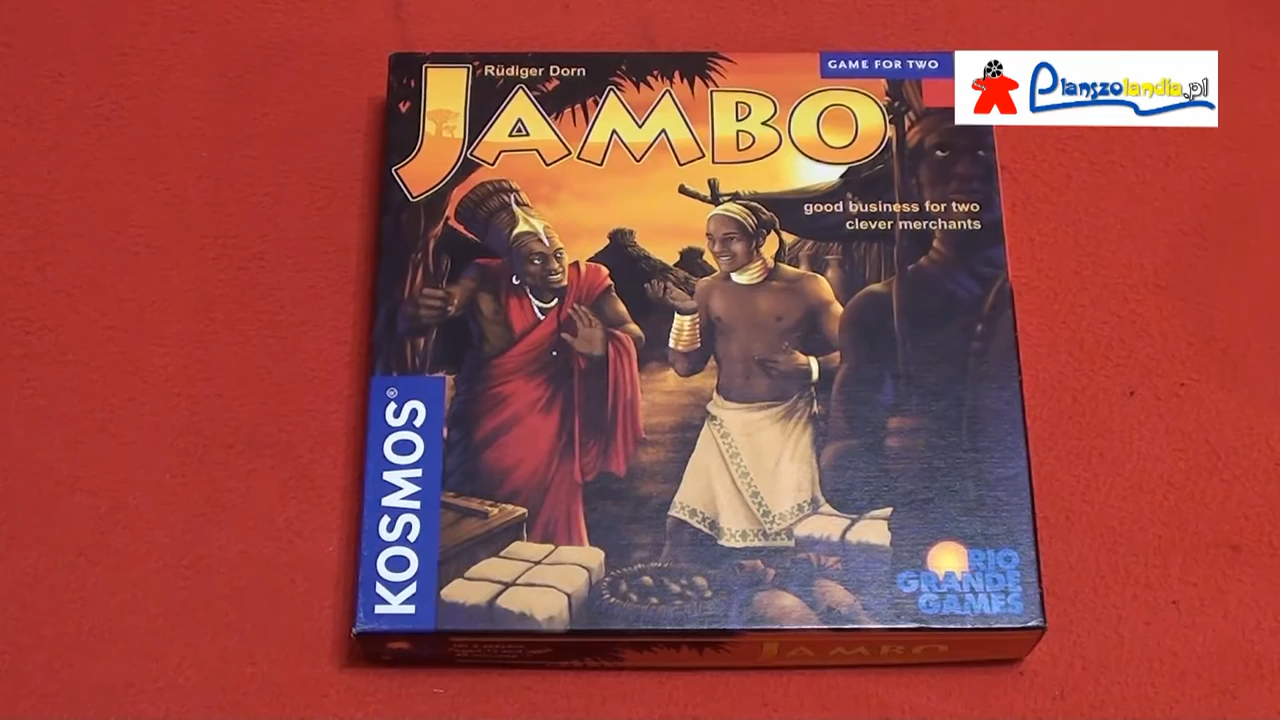 Rüdiger Dorn
GAME FOR TWO
Planszolandia.pl
JAMBO
good business for two
clever merchants
KOSMOS®
RIO
GRANDE
GAMES
JAMBO